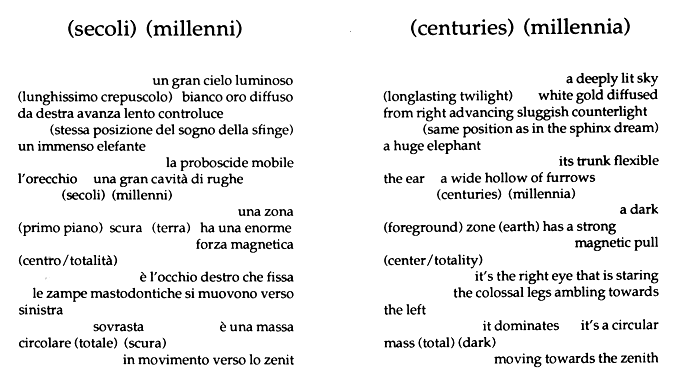 (secoli) (millenni)
un gran cielo luminoso
(lunghissimo crepuscolo) bianco oro diffuso
da destra avanza lento controluce
(stessa posizione del sogno della sfinge)
un immenso elefante
la proboscide mobile
l'orecchio una gran cavità di rughe
(secoli) (millenni)
una zona
(primo piano) scura (terra) ha una enorme
forza magnetica
(centro/totalità)
è l'occhio destro che fissa
le zampe mastodontiche si muovono verso
sinistra
sovrasta è una massa
circolare (totale) (scura)
in movimento verso lo zenit
(centuries) (millennia)
a deeply lit sky
(longlasting twilight) white gold diffused
from right advancing sluggish counterlight
(same position as in the sphinx dream)
a huge elephant
its trunk flexible
the ear a wide hollow of furrows
(centuries) (millennia)
a dark
(foreground) zone (earth) has a strong
magnetic pull
(center/totality)
it's the right eye that is staring
the colossal legs ambling towards
the left
it dominates it's a circular
mass (total) (dark)
moving towards the zenith